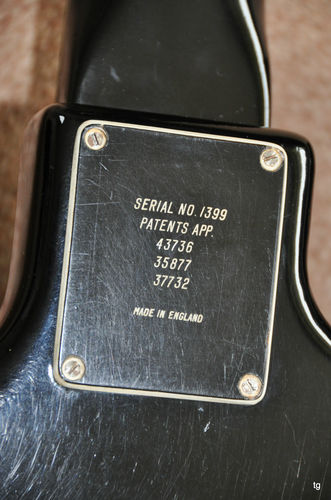 SERIAL NO. 1399
PATENTS APP.
43736
35877
37732
MADE IN ENGLAND
tg